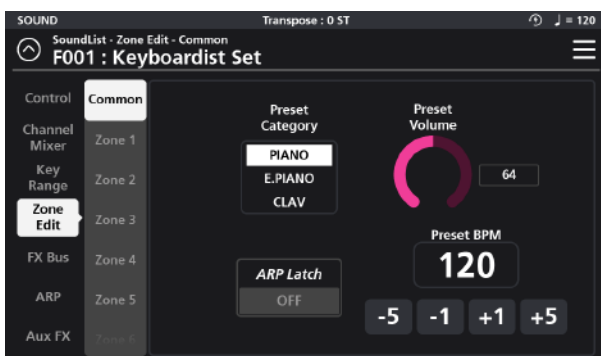 SOUND
Transpose : 0 ST
♩ = 120
SoundList - Zone Edit - Common
F001 : Keyboardist Set
Control
Channel
Mixer
Key
Range
Zone
Edit
FX Bus
ARP
Aux FX
Common
Zone 1
Zone 2
Zone 3
Zone 4
Zone 5
Zone 6
Preset
Category
PIANO
E.PIANO
CLAV
Preset
Volume
64
ARP Latch
OFF
Preset BPM
120
-5
-1
+1
+5